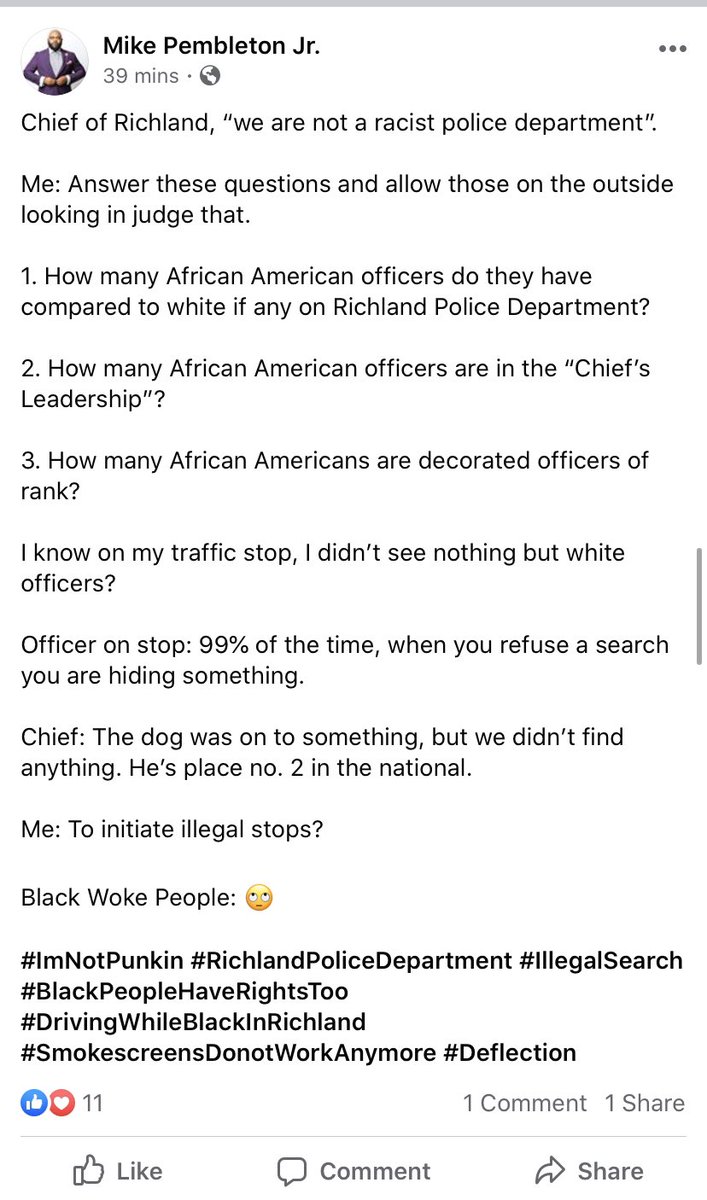 Mike Pembleton Jr.
39 mins ·
Chief of Richland, “we are not a racist police department”.
Me: Answer these questions and allow those on the outside
looking in judge that.
1. How many African American officers do they have
compared to white if any on Richland Police Department?
2. How many African American officers are in the “Chief’s
Leadership”?
3. How many African Americans are decorated officers of
rank?
I know on my traffic stop, I didn’t see nothing but white
officers?
Officer on stop: 99% of the time, when you refuse a search
you are hiding something.
Chief: The dog was on to something, but we didn’t find
anything. He’s place no. 2 in the national.
Me: To initiate illegal stops?
Black Woke People: 🙄
#ImNotPunkin #RichlandPoliceDepartment #IllegalSearch
#BlackPeopleHaveRightsToo
#DrivingWhileBlackInRichland
#SmokescreensDonotWorkAnymore #Deflection
11 1 Comment 1 Share
Like Comment Share